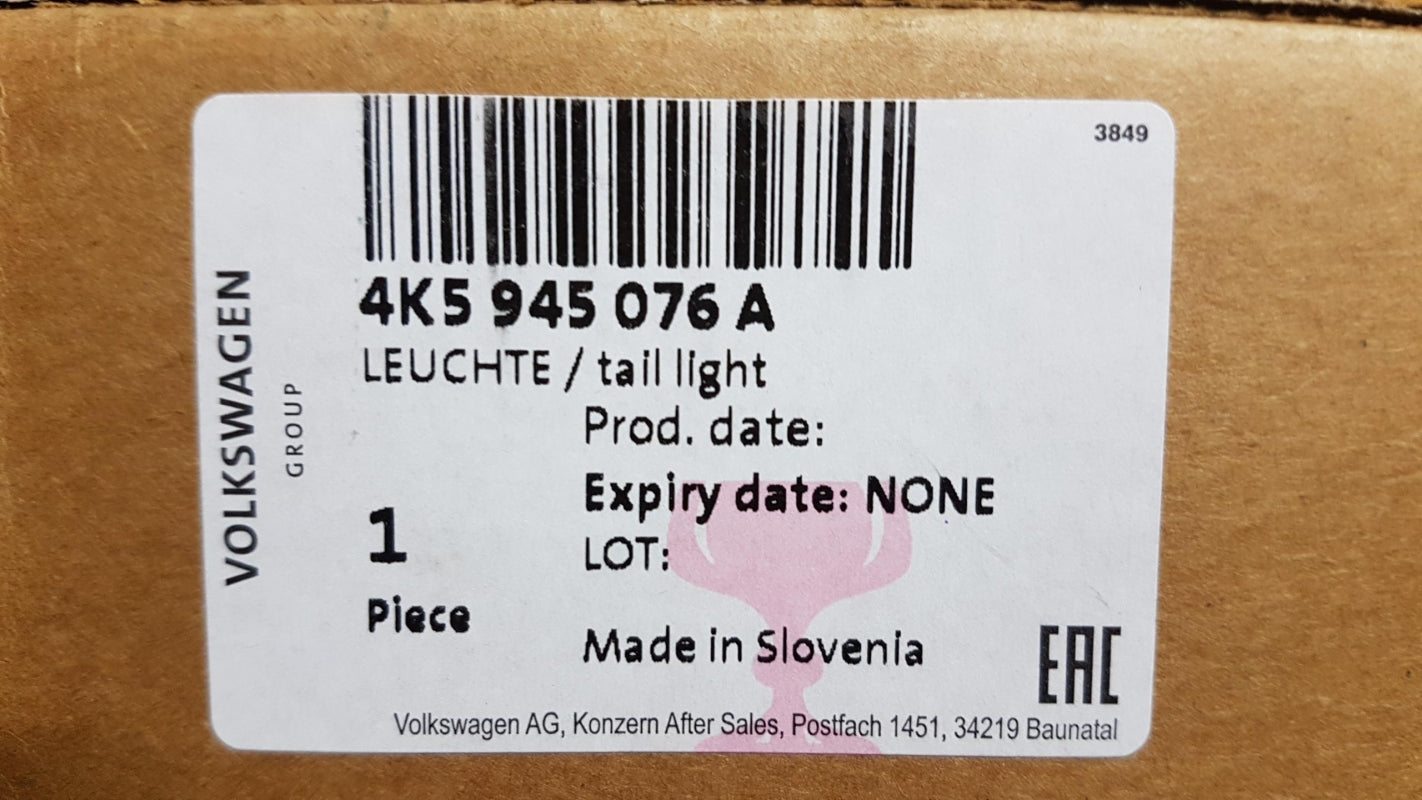 3849
4K5 945 076 A
LEUCHTE / tail light
Prod. date:
Expiry date: NONE
LOT:
1
Piece
Made in Slovenia
EAC
Volkswagen AG, Konzern After Sales, Postfach 1451, 34219 Baunatal
VOLKSWAGEN
GROUP